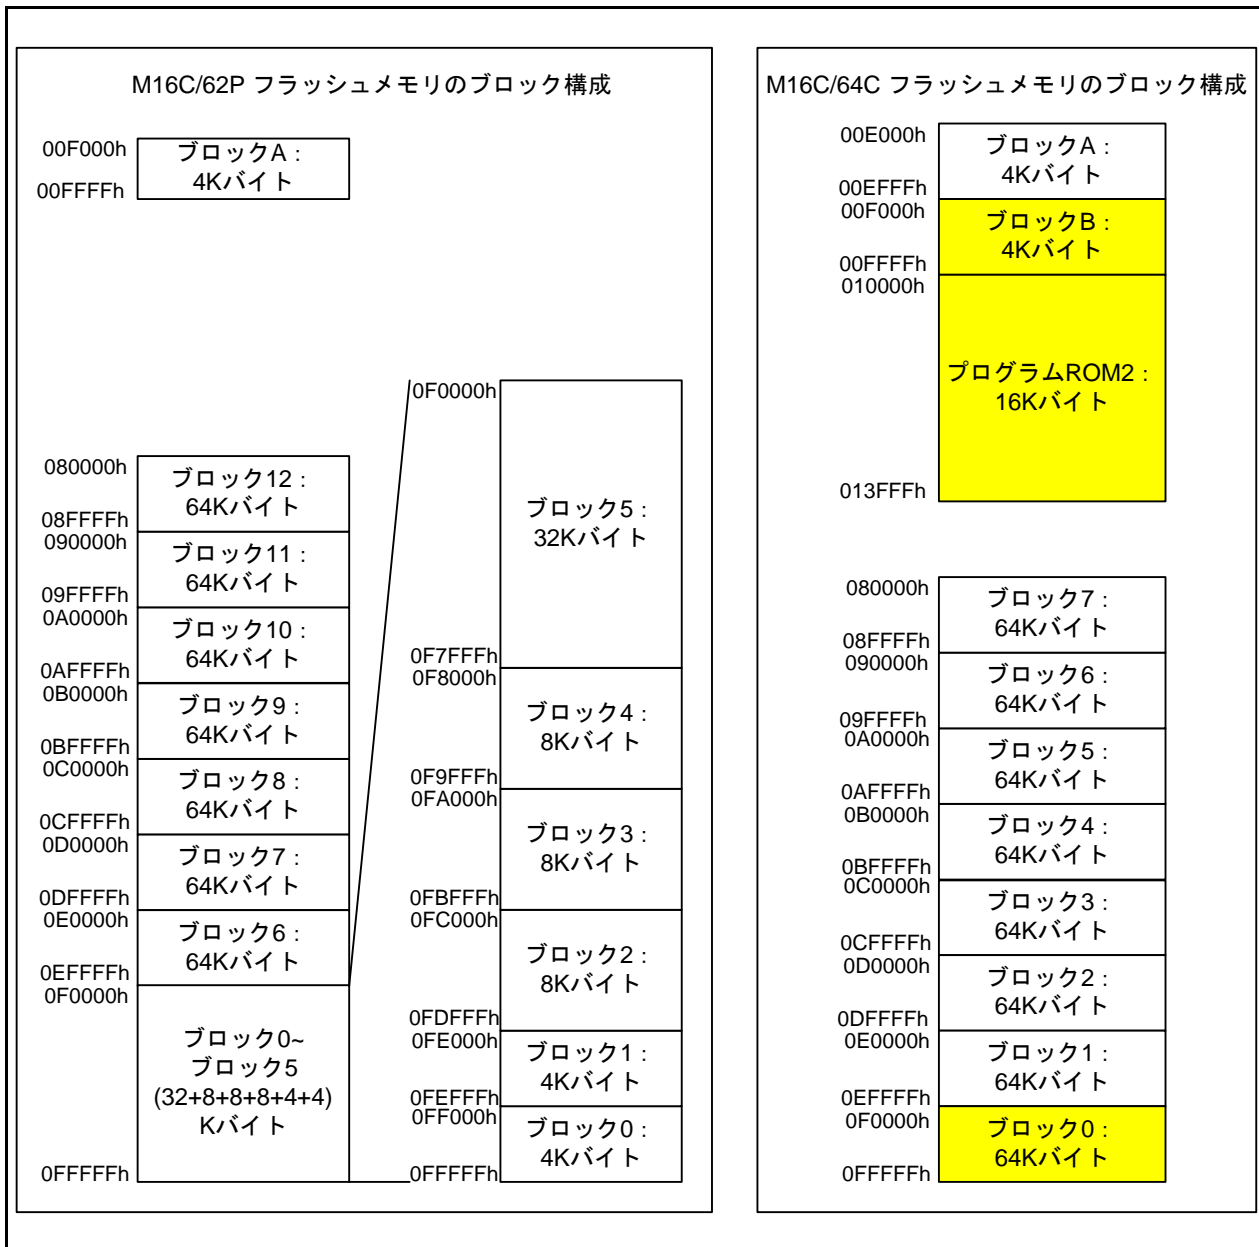 M16C/62P フラッシュメモリのブロック構成
00F000h
ブロックA：
4Kバイト
00FFFFh
080000h
ブロック12：
64Kバイト
08FFFFh
090000h
ブロック11：
64Kバイト
09FFFFh
0A0000h
ブロック10：
64Kバイト
0AFFFFh
0B0000h
ブロック9：
64Kバイト
0BFFFFh
0C0000h
ブロック8：
64Kバイト
0CFFFFh
0D0000h
ブロック7：
64Kバイト
0DFFFFh
0E0000h
ブロック6：
64Kバイト
0EFFFFh
0F0000h
ブロック0~
ブロック5
(32+8+8+8+4+4)
Kバイト
0FFFFFh
0F0000h
ブロック5：
32Kバイト
0F7FFFh
0F8000h
ブロック4：
8Kバイト
0F9FFFh
0FA000h
ブロック3：
8Kバイト
0FBFFFh
0FC000h
ブロック2：
8Kバイト
0FDFFFh
0FE000h
ブロック1：
4Kバイト
0FEFFFh
0FF000h
ブロック0：
4Kバイト
0FFFFFh
M16C/64C フラッシュメモリのブロック構成
00E000h
ブロックA：
4Kバイト
00EFFFh
00F000h
ブロックB：
4Kバイト
00FFFFh
010000h
プログラムROM2：
16Kバイト
013FFFh
080000h
ブロック7：
64Kバイト
08FFFFh
090000h
ブロック6：
64Kバイト
09FFFFh
0A0000h
ブロック5：
64Kバイト
0AFFFFh
0B0000h
ブロック4：
64Kバイト
0BFFFFh
0C0000h
ブロック3：
64Kバイト
0CFFFFh
0D0000h
ブロック2：
64Kバイト
0DFFFFh
0E0000h
ブロック1：
64Kバイト
0EFFFFh
0F0000h
ブロック0：
64Kバイト
0FFFFFh